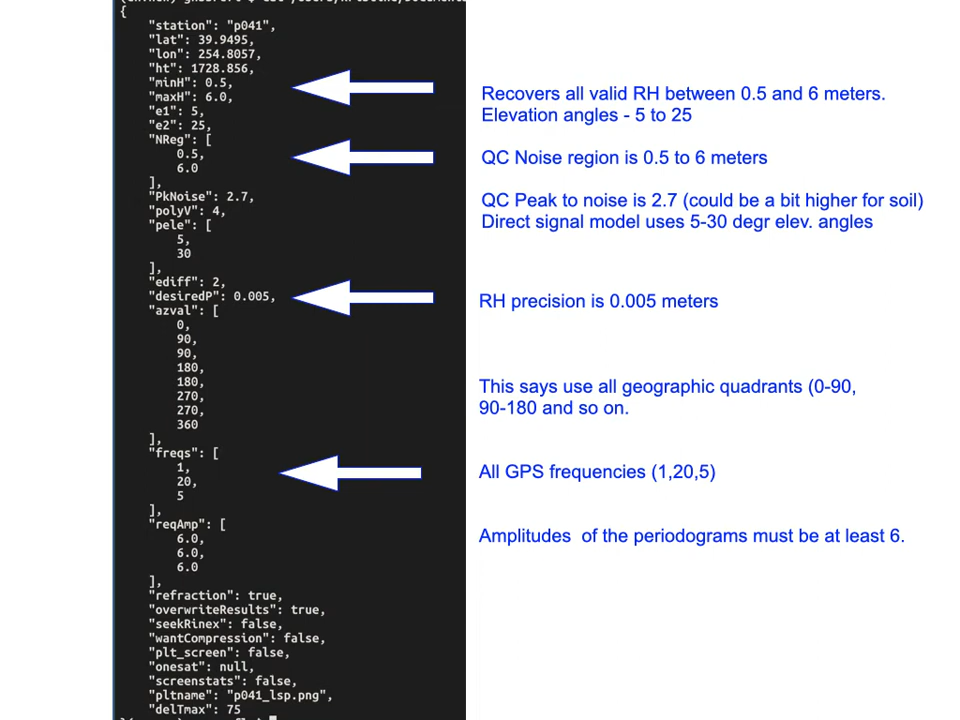 {
"station": "p041",
"lat": 39.9495,
"lon": 254.8057,
"ht": 1728.856,
"minH": 0.5,
"maxH": 6.0,
"e1": 5,
"e2": 25,
"NReg": [
0.5,
6.0
],
"PkNoise": 2.7,
"polyV": 4,
"pele": [
5,
30
],
"ediff": 2,
"desiredP": 0.005,
"azval": [
0,
90,
90,
180,
180,
270,
270,
360
],
"freqs": [
1,
20,
5
],
"reqAmp": [
6.0,
6.0,
6.0
],
"refraction": true,
"overwriteResults": true,
"seekRinex": false,
"wantCompression": false,
"plt_screen": false,
"onesat": null,
"screenstats": false,
"pltname": "p041_lsp.png",
"delTmax": 75
Recovers all valid RH between 0.5 and 6 meters.
Elevation angles - 5 to 25
QC Noise region is 0.5 to 6 meters
QC Peak to noise is 2.7 (could be a bit higher for soil)
Direct signal model uses 5-30 degr elev. angles
RH precision is 0.005 meters
This says use all geographic quadrants (0-90,
90-180 and so on.
All GPS frequencies (1,20,5)
Amplitudes  of the periodograms must be at least 6.